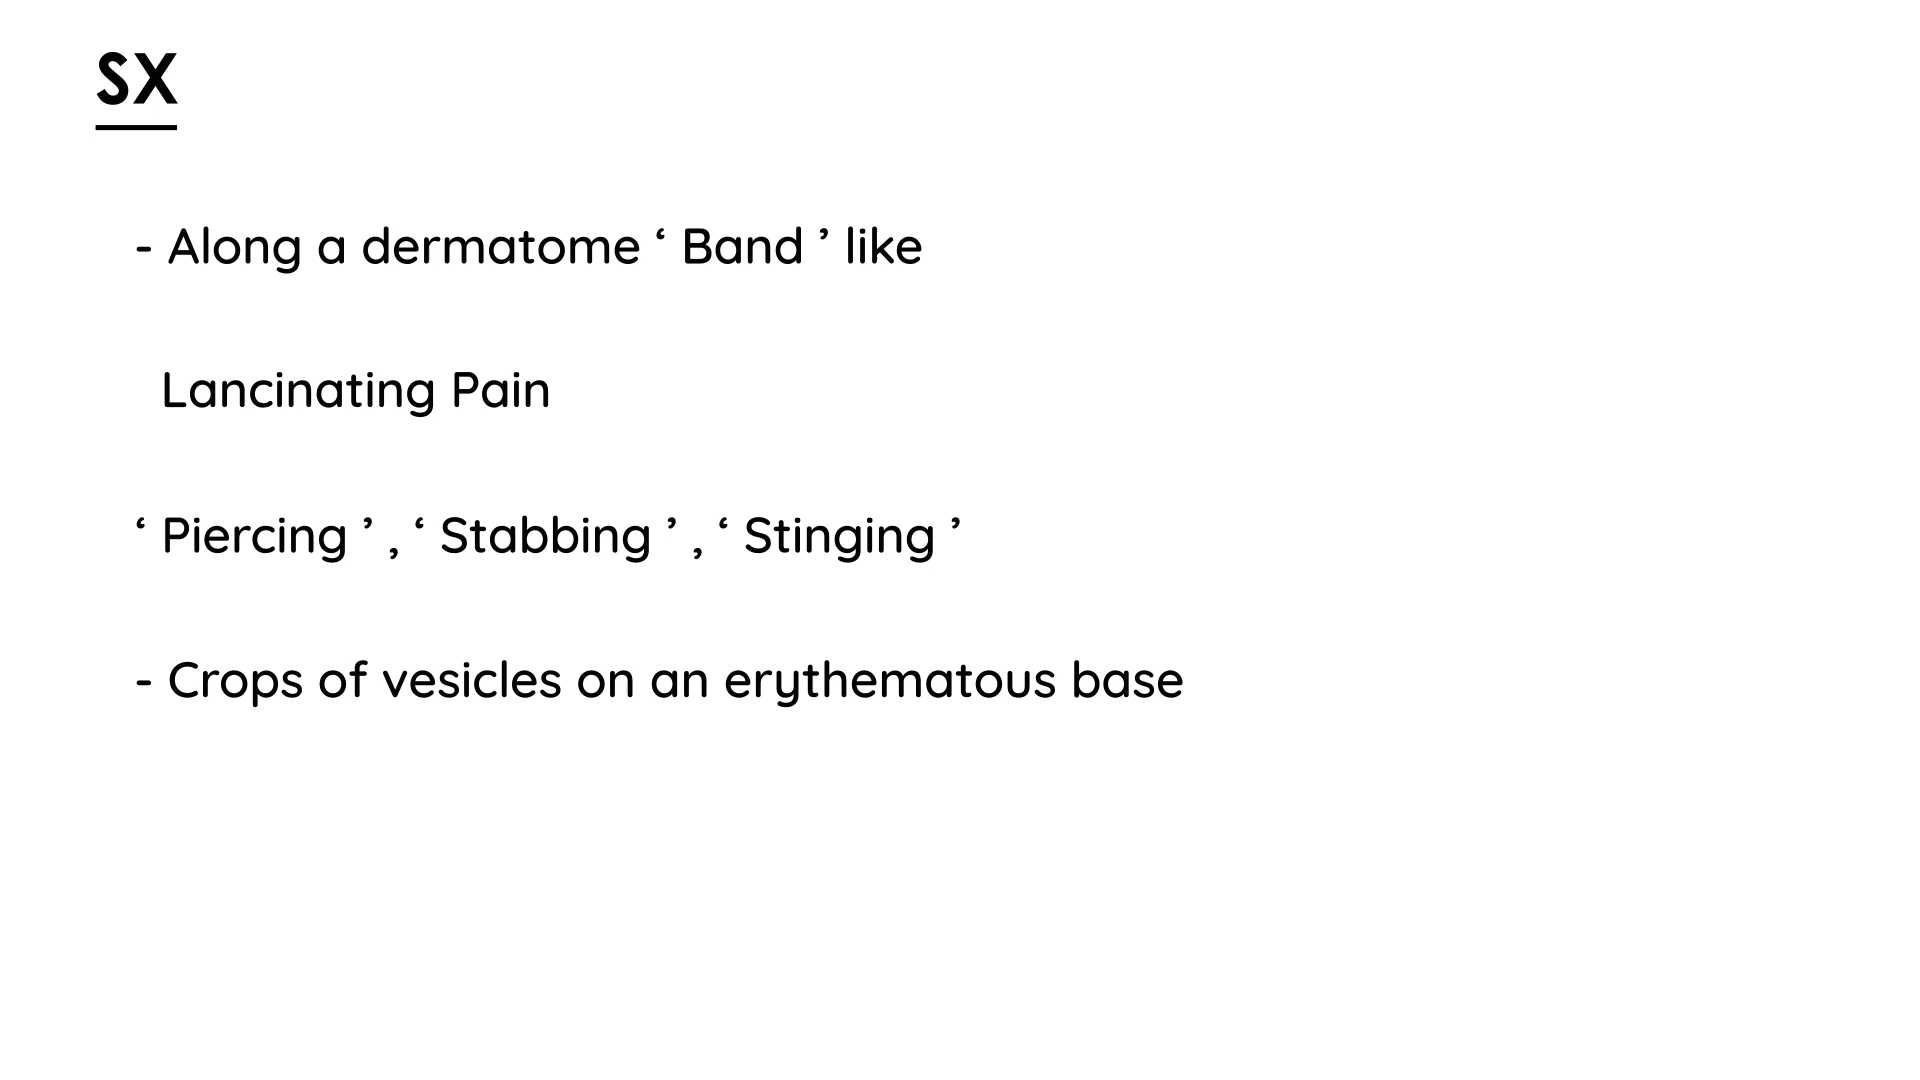 SX
- Along a dermatome ‘ Band ’ like
Lancinating Pain
‘ Piercing ’ , ‘ Stabbing ’ , ‘ Stinging ’
- Crops of vesicles on an erythematous base